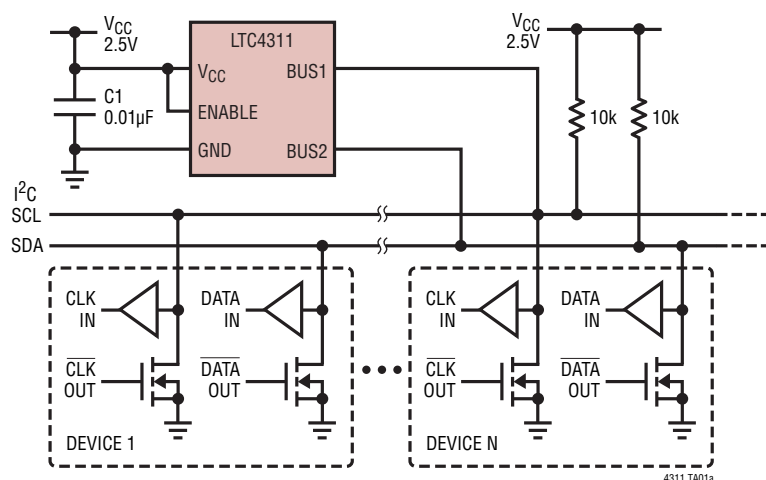 VCC
2.5V
LTC4311
VCC
2.5V
VCC
BUS1
C1
0.01µF
ENABLE
10k
10k
GND
BUS2
I²C
SCL
SDA
CLK
IN
DATA
IN
CLK
IN
DATA
IN
CLK
OUT
DATA
OUT
CLK
OUT
DATA
OUT
DEVICE 1
DEVICE N
4311 TA01a